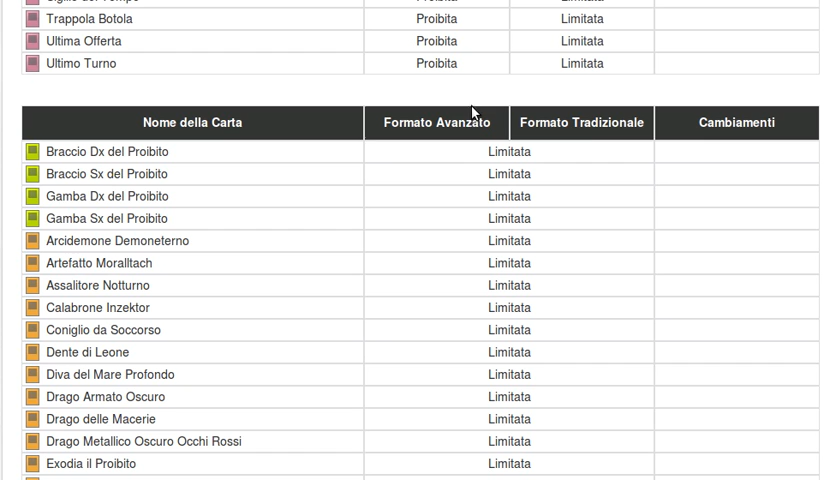 Trappola Botola Proibita Limitata
Ultima Offerta Proibita Limitata
Ultimo Turno Proibita Limitata
Nome della Carta Formato Avanzato Formato Tradizionale Cambiamenti
Braccio Dx del Proibito Limitata
Braccio Sx del Proibito Limitata
Gamba Dx del Proibito Limitata
Gamba Sx del Proibito Limitata
Arcidemone Demoneterno Limitata
Artefatto Moralltach Limitata
Assalitore Notturno Limitata
Calabrone Inzektor Limitata
Coniglio da Soccorso Limitata
Dente di Leone Limitata
Diva del Mare Profondo Limitata
Drago Armato Oscuro Limitata
Drago delle Macerie Limitata
Drago Metallico Oscuro Occhi Rossi Limitata
Exodia il Proibito Limitata